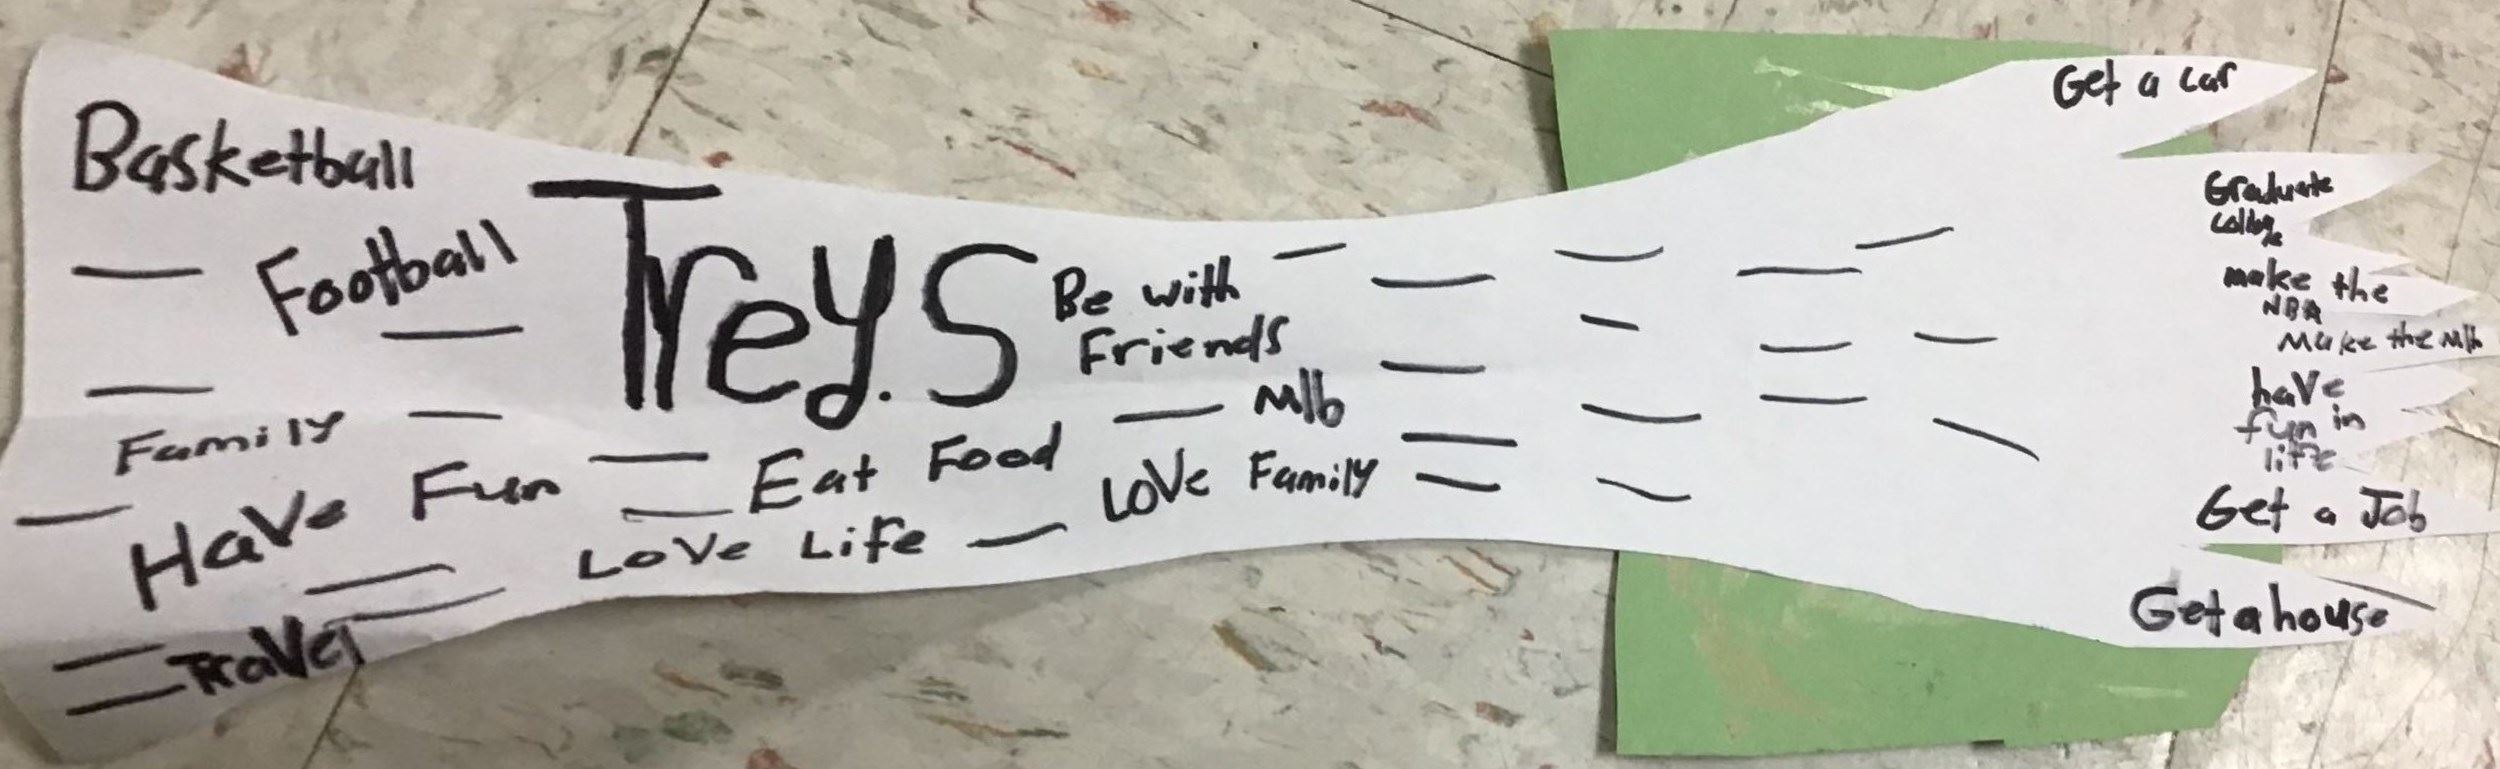 Basketball
Football
Family
Have Fun
Travel
Trey.S
Eat Food
Love Life
Be with
Friends
Mlb
Love Family
Get a car
Graduate
make the
NBA
Make the Mlb
have
fun in
life
Get a Job
Get a house